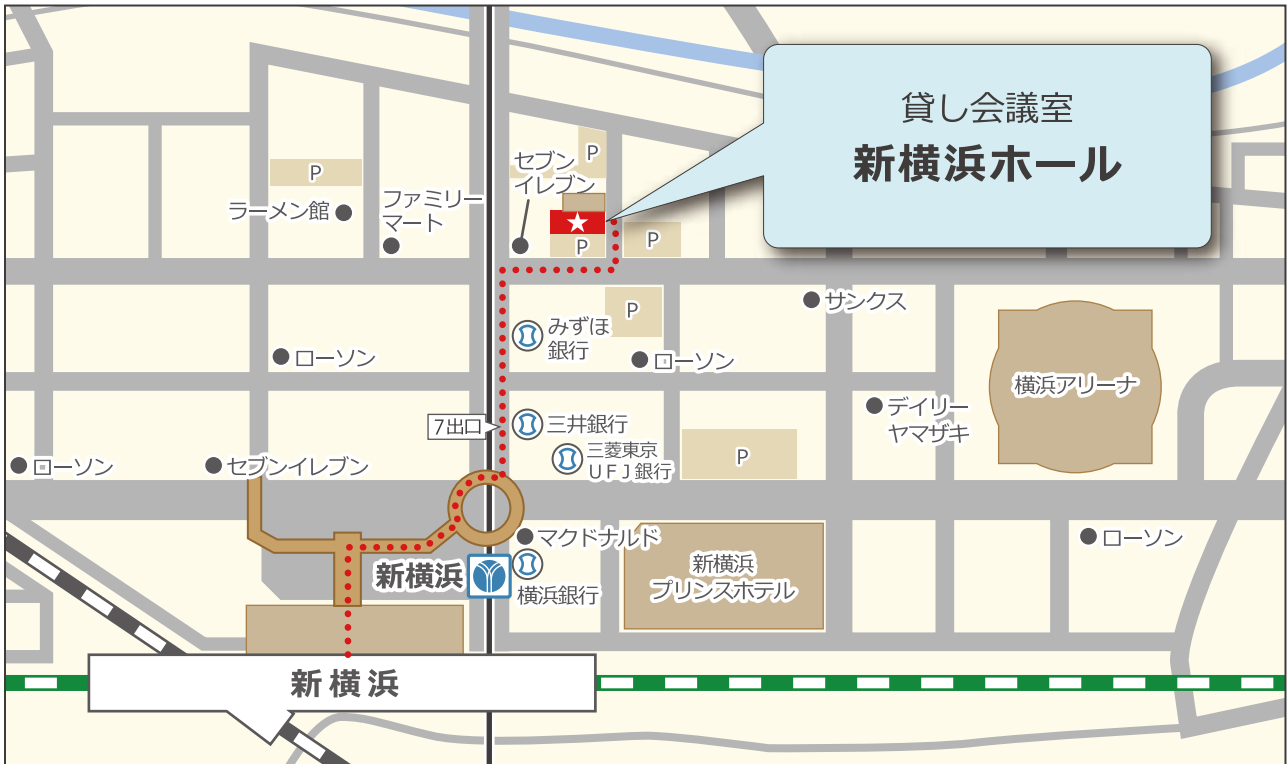 貸し会議室
新横浜ホール
P
セブン
イレブン
P
ラーメン館
ファミリー
マート
P
P
サンクス
P
みずほ
銀行
ローソン
ローソン
横浜アリーナ
デイリー
ヤマザキ
7出口
三井銀行
三菱東京
UFJ銀行
P
ローソン
セブンイレブン
マクドナルド
ローソン
新横浜
横浜銀行
新横浜
プリンスホテル
新横浜